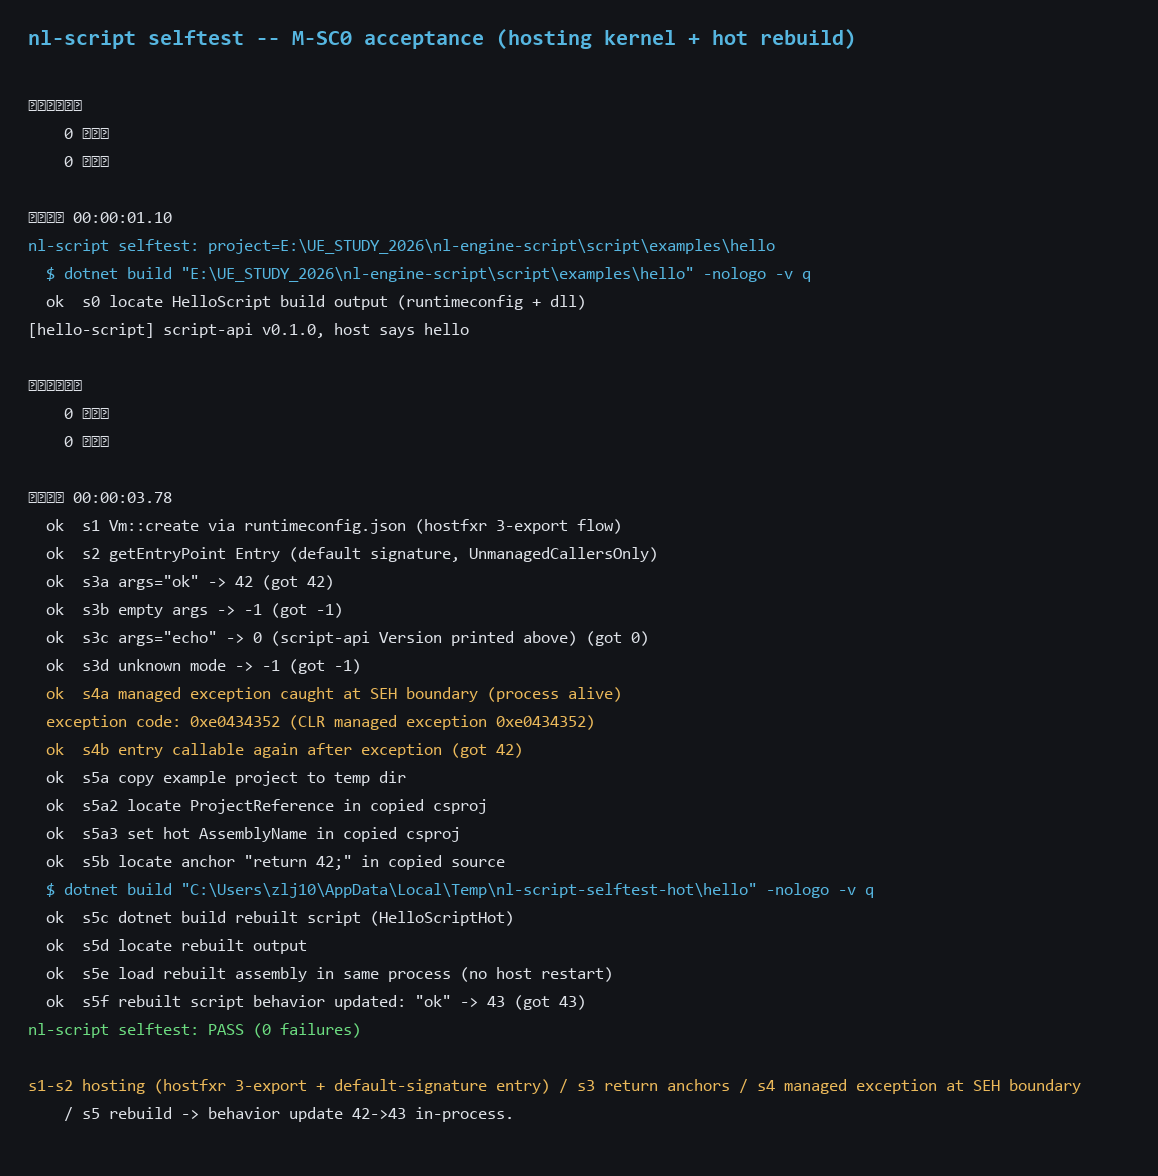 nl-script selftest -- M-SC0 acceptance (hosting kernel + hot rebuild)
0
0
00:00:01.10
nl-script selftest: project=E:\UE_STUDY_2026\nl-engine-script\script\examples\hello
$ dotnet build "E:\UE_STUDY_2026\nl-engine-script\script\examples\hello" -nologo -v q
ok  s0 locate HelloScript build output (runtimeconfig + dll)
[hello-script] script-api v0.1.0, host says hello
0
0
00:00:03.78
ok  s1 Vm::create via runtimeconfig.json (hostfxr 3-export flow)
ok  s2 getEntryPoint Entry (default signature, UnmanagedCallersOnly)
ok  s3a args="ok" -> 42 (got 42)
ok  s3b empty args -> -1 (got -1)
ok  s3c args="echo" -> 0 (script-api Version printed above) (got 0)
ok  s3d unknown mode -> -1 (got -1)
ok  s4a managed exception caught at SEH boundary (process alive)
exception code: 0xe0434352 (CLR managed exception 0xe0434352)
ok  s4b entry callable again after exception (got 42)
ok  s5a copy example project to temp dir
ok  s5a2 locate ProjectReference in copied csproj
ok  s5a3 set hot AssemblyName in copied csproj
ok  s5b locate anchor "return 42;" in copied source
$ dotnet build "C:\Users\zlj10\AppData\Local\Temp\nl-script-selftest-hot\hello" -nologo -v q
ok  s5c dotnet build rebuilt script (HelloScriptHot)
ok  s5d locate rebuilt output
ok  s5e load rebuilt assembly in same process (no host restart)
ok  s5f rebuilt script behavior updated: "ok" -> 43 (got 43)
nl-script selftest: PASS (0 failures)
s1-s2 hosting (hostfxr 3-export + default-signature entry) / s3 return anchors / s4 managed exception at SEH boundary
/ s5 rebuild -> behavior update 42->43 in-process.